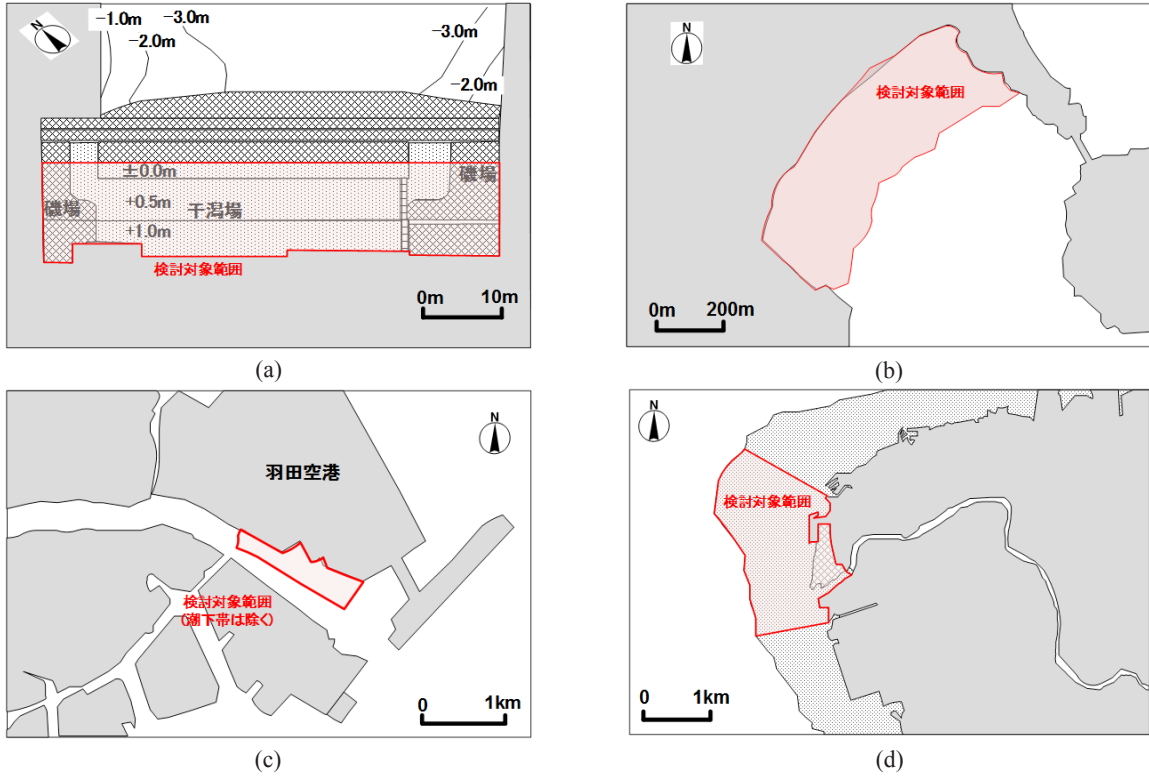 N
-1.0m
-3.0m
-2.0m
-3.0m
-2.0m
±0.0m
磯場
+0.5m
磯場
干潟場
+1.0m
検討対象範囲
0m 10m
(a)
N
検討対象範囲
0m 200m
(b)
N
羽田空港
検討対象範囲
(潮下帯は除く)
0 1km
(c)
N
検討対象範囲
0 1km
(d)